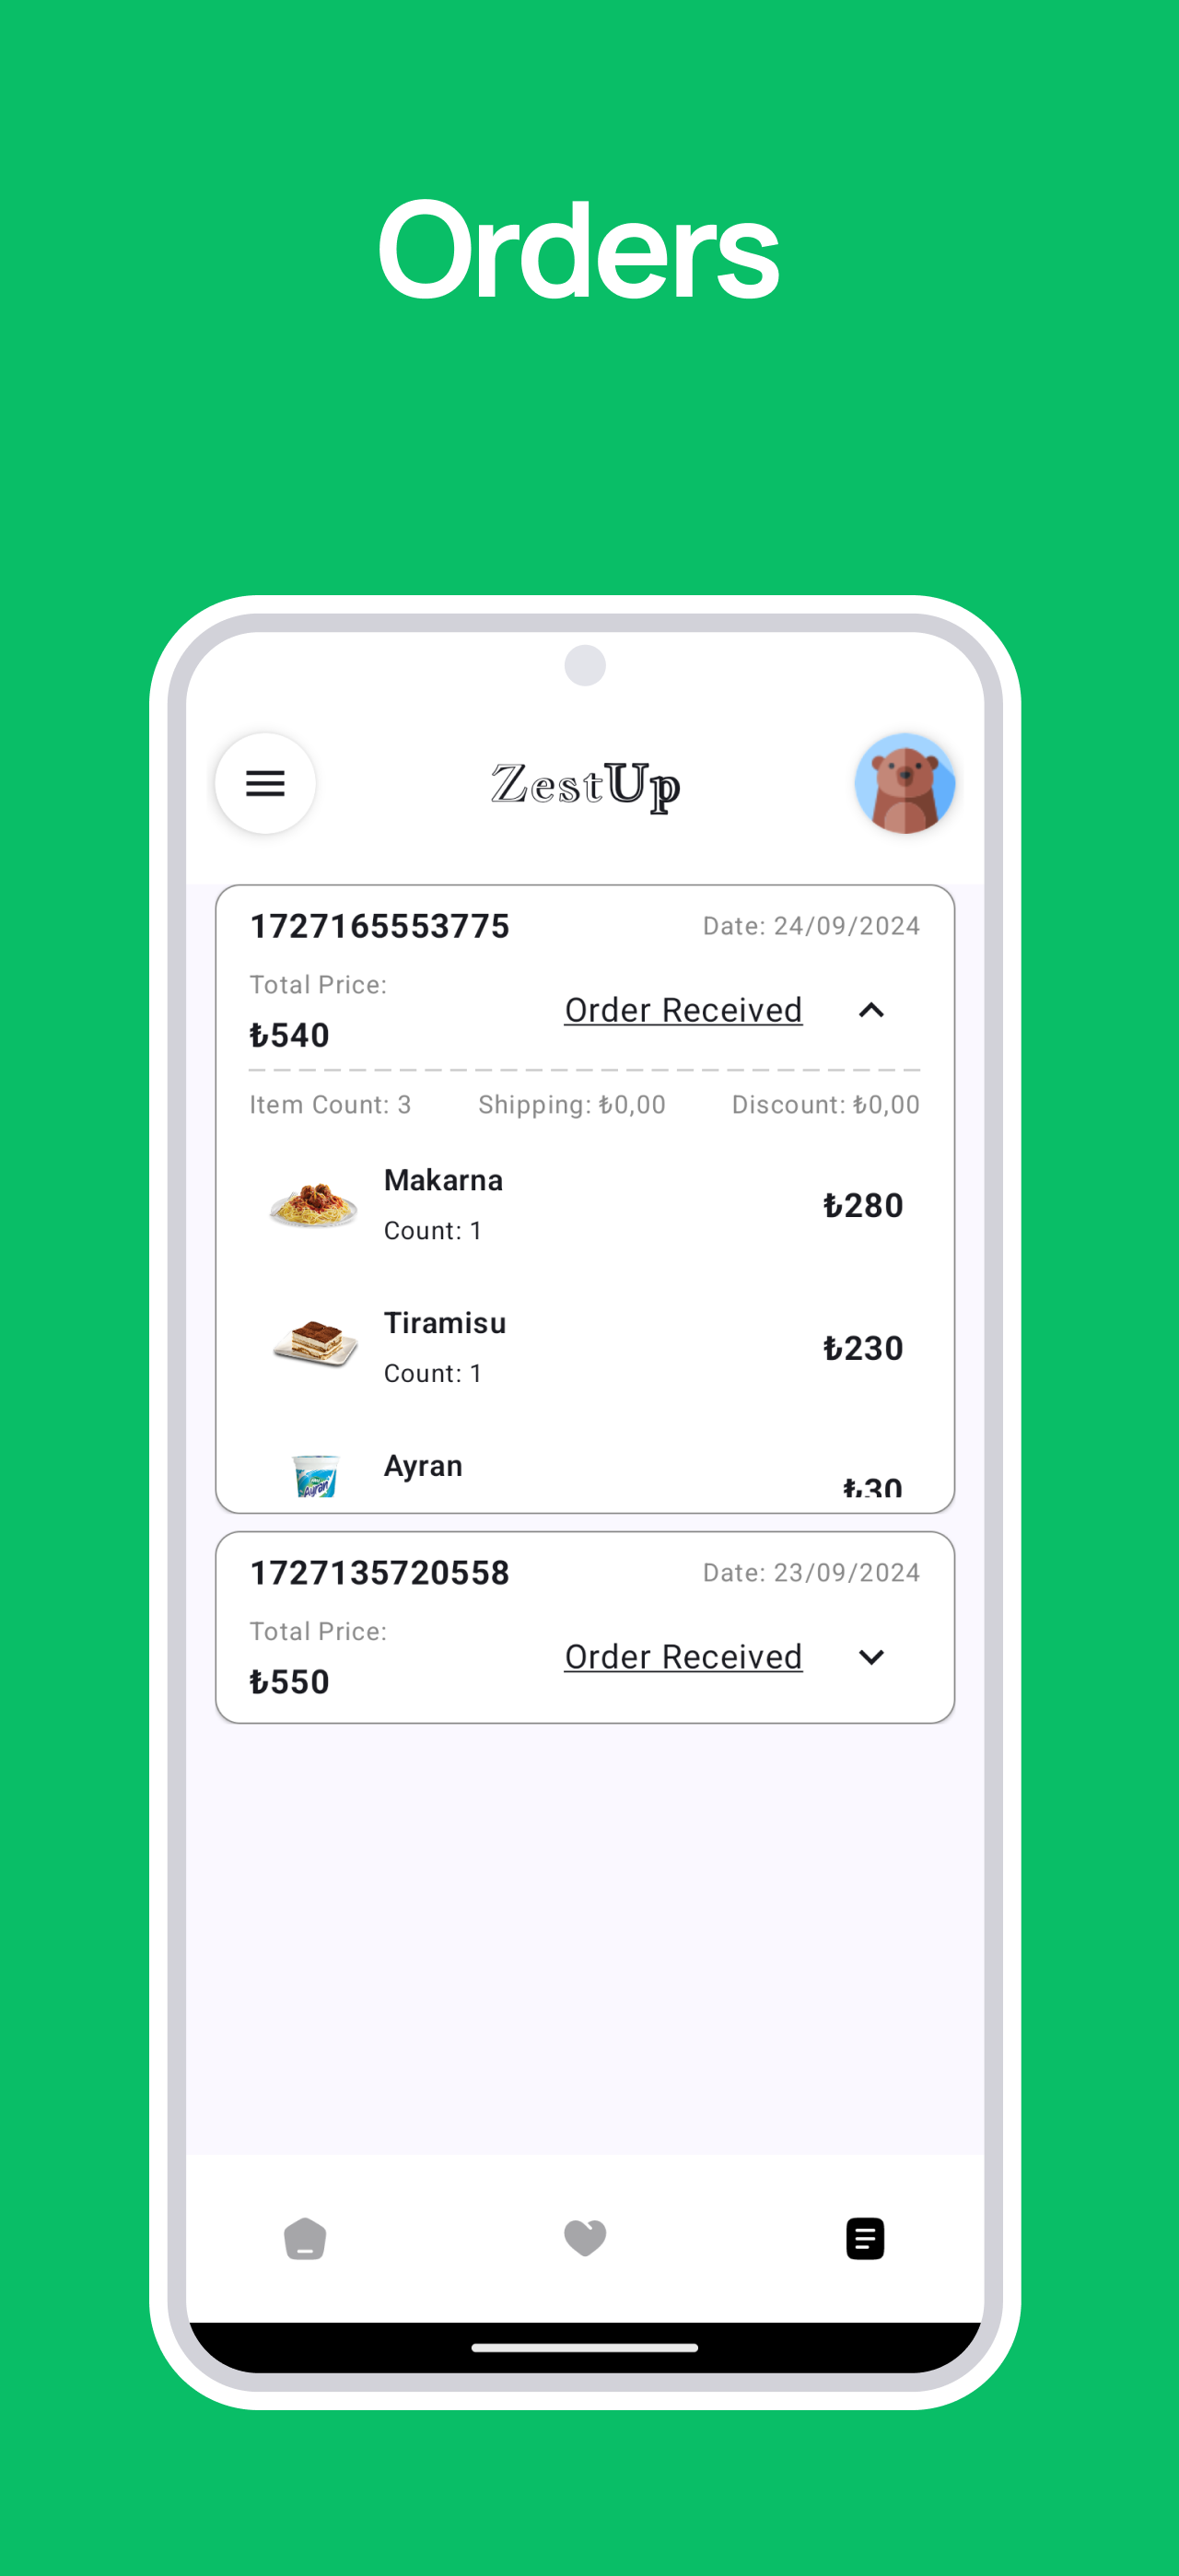 Orders
ZestUp
1727165553775 Date: 24/09/2024
Total Price:
₺540
Order Received
Item Count: 3 Shipping: ₺0,00 Discount: ₺0,00
Makarna
Count: 1
₺280
Tiramisu
Count: 1
₺230
Ayran
Ayran
₺30
1727135720558 Date: 23/09/2024
Total Price:
₺550
Order Received